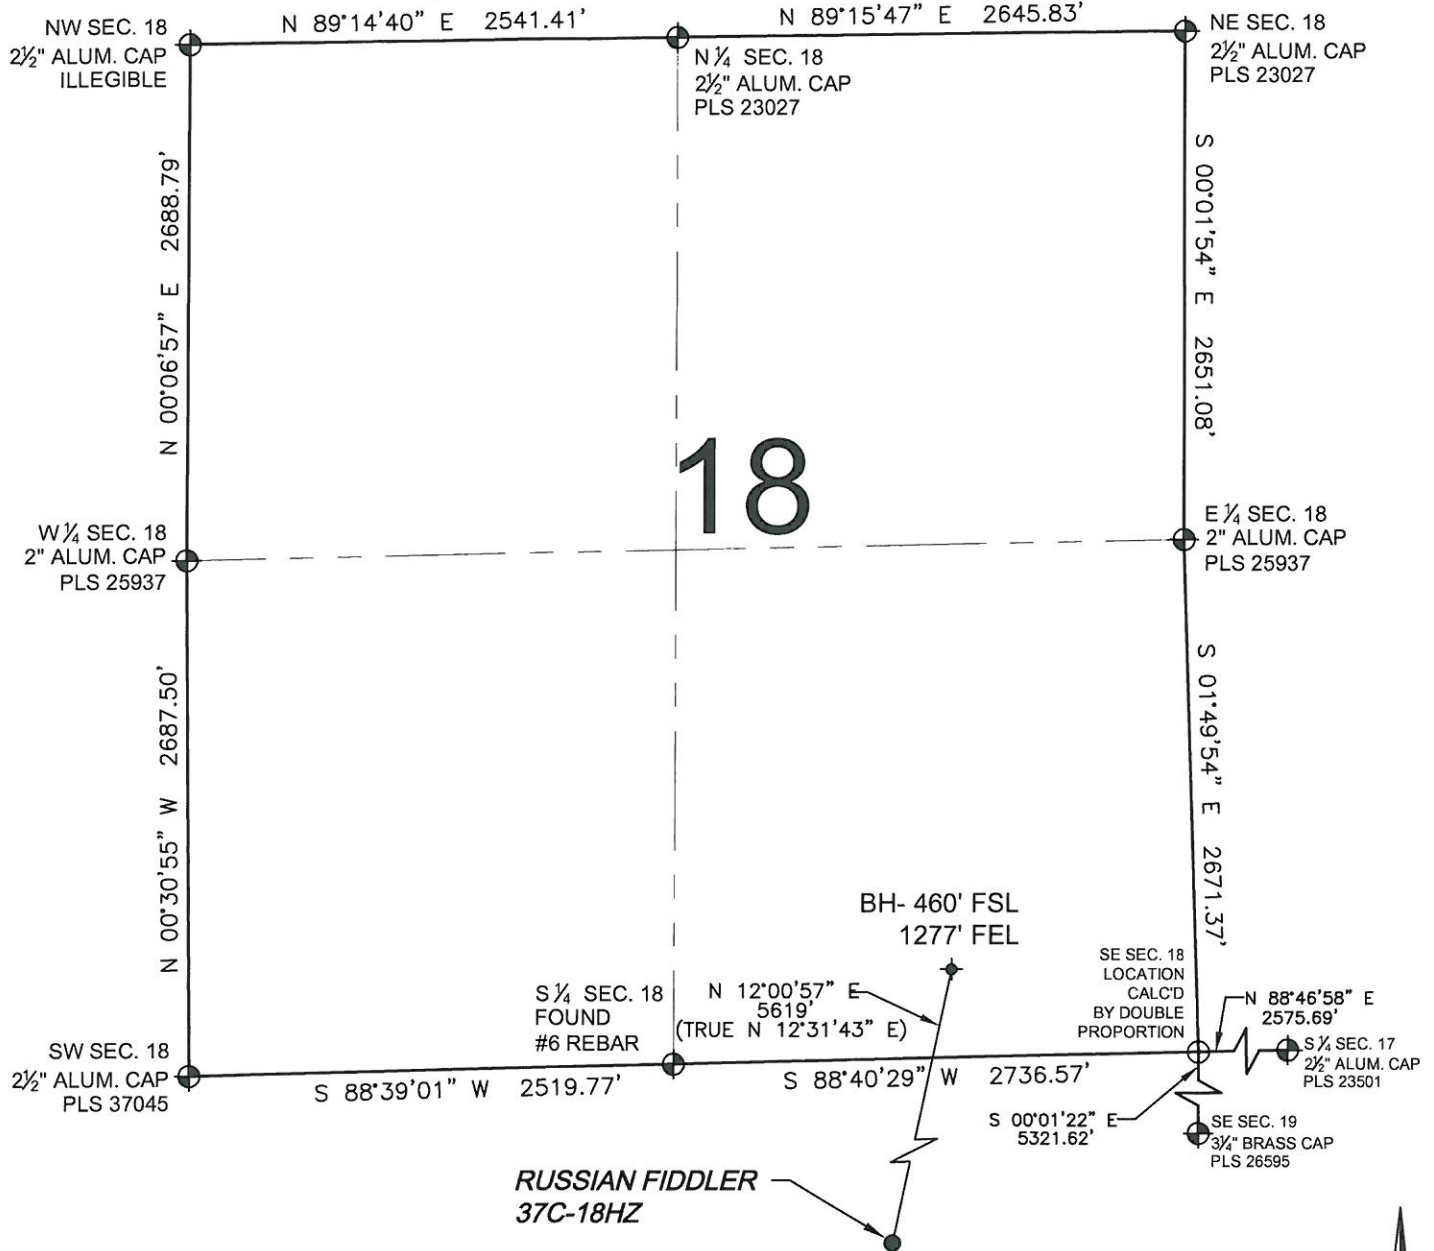 N 89°14'40" E 2541.41'
N 89°15'47" E 2645.83'
NW SEC. 18
2½" ALUM. CAP
ILLEGIBLE
N ¼ SEC. 18
2½" ALUM. CAP
PLS 23027
NE SEC. 18
2½" ALUM. CAP
PLS 23027
N 00°06'57" E 2688.79'
S 00°01'54" E 2651.08'
18
W ¼ SEC. 18
2" ALUM. CAP
PLS 25937
E ¼ SEC. 18
2" ALUM. CAP
PLS 25937
N 00°30'55" W 2687.50'
S 01°49'54" E 2671.37'
BH- 460' FSL
1277' FEL
S ¼ SEC. 18
FOUND
#6 REBAR
N 12°00'57" E
5619'
(TRUE N 12°31'43" E)
SE SEC. 18
LOCATION
CALC'D
BY DOUBLE
PROPORTION
N 88°46'58" E
2575.69'
S ¼ SEC. 17
2½" ALUM. CAP
PLS 23501
SW SEC. 18
2½" ALUM. CAP
PLS 37045
S 88°39'01" W 2519.77'
S 88°40'29" W 2736.57'
S 00°01'22" E
5321.62'
SE SEC. 19
3¼" BRASS CAP
PLS 26595
RUSSIAN FIDDLER
37C-18HZ